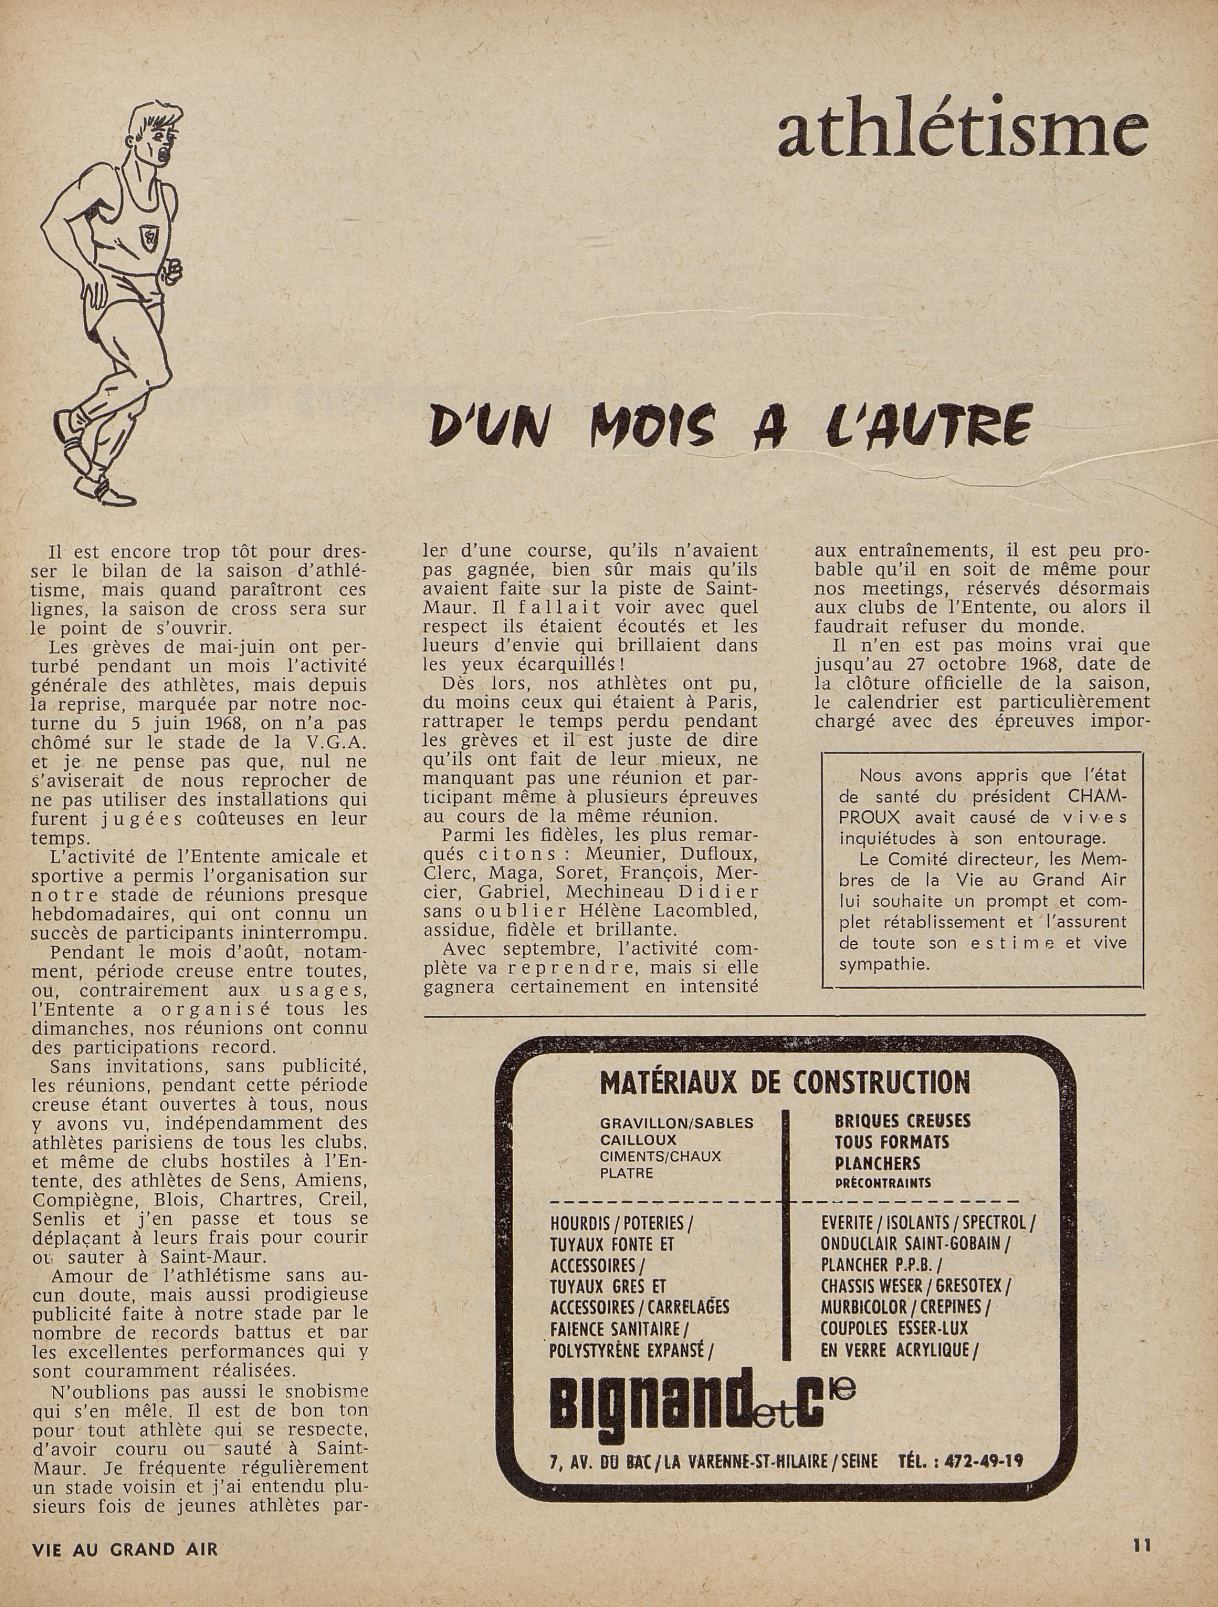 athlétisme
D'UN MOIS A L'AUTRE
Il est encore trop tôt pour dres-
ser le bilan de la saison d'athlé-
tisme, mais quand paraîtront ces
lignes, la saison de cross sera sur
le point de s'ouvrir.
Les grèves de mai-juin ont per-
turbé pendant un mois l'activité
générale des athlètes, mais depuis
la reprise, marquée par notre noc-
turne du 5 juin 1968, on n'a pas
chômé sur le stade de la V.G.A.
et je ne pense pas que, nul ne
s'aviserait de nous reprocher de
ne pas utiliser des installations qui
furent jugées coûteuses en leur
temps.
L'activité de l'Entente amicale et
sportive a permis l'organisation sur
notre stade de réunions presque
hebdomadaires, qui ont connu un
succès de participants ininterrompu.
Pendant le mois d'août, notam-
ment, période creuse entre toutes,
ou, contrairement aux usages,
l'Entente a organisé tous les
dimanches, nos réunions ont connu
des participations record.
Sans invitations, sans publicité,
les réunions, pendant cette période
creuse étant ouvertes à tous, nous
y avons vu, indépendamment des
athlètes parisiens de tous les clubs,
et même de clubs hostiles à l'En-
tente, des athlètes de Sens, Amiens,
Compiègne, Blois, Chartres, Creil,
Senlis et j'en passe et tous se
déplaçant à leurs frais pour courir
ou sauter à Saint-Maur.
Amour de l'athlétisme sans au-
cun doute, mais aussi prodigieuse
publicité faite à notre stade par le
nombre de records battus et par
les excellentes performances qui y
sont couramment réalisées.
N'oublions pas aussi le snobisme
qui s'en mêle. Il est de bon ton
pour tout athlète qui se respecte,
d'avoir couru ou sauté à Saint-
Maur. Je fréquente régulièrement
un stade voisin et j'ai entendu plu-
sieurs fois de jeunes athlètes par-
ler d'une course, qu'ils n'avaient
pas gagnée, bien sûr mais qu'ils
avaient faite sur la piste de Saint-
Maur. Il fallait voir avec quel
respect ils étaient écoutés et les
lueurs d'envie qui brillaient dans
les yeux écarquillés !
Dès lors, nos athlètes ont pu,
du moins ceux qui étaient à Paris,
rattraper le temps perdu pendant
les grèves et il est juste de dire
qu'ils ont fait de leur mieux, ne
manquant pas une réunion et par-
ticipant même à plusieurs épreuves
au cours de la même réunion.
Parmi les fidèles, les plus remar-
qués citons : Meunier, Dufloux,
Clerc, Maga, Soret, François, Mer-
cier, Gabriel, Mechineau Didier
sans oublier Hélène Lacombled,
assidue, fidèle et brillante.
Avec septembre, l'activité com-
plète va reprendre, mais si elle
gagnera certainement en intensité
aux entraînements, il est peu pro-
bable qu'il en soit de même pour
nos meetings, réservés désormais
aux clubs de l'Entente, ou alors il
faudrait refuser du monde.
Il n'en est pas moins vrai que
jusqu'au 27 octobre 1968, date de
la clôture officielle de la saison,
le calendrier est particulièrement
chargé avec des épreuves impor-
Nous avons appris que l'état
de santé du président CHAM-
PROUX avait causé de vives
inquiétudes à son entourage.
Le Comité directeur, les Mem-
bres de la Vie au Grand Air
lui souhaite un prompt et com-
plet rétablissement et l'assurent
de toute son estime et vive
sympathie.
MATÉRIAUX DE CONSTRUCTION
GRAVILLON/SABLES
CAILLOUX
CIMENTS/CHAUX
PLATRE
BRIQUES CREUSES
TOUS FORMATS
PLANCHERS
PRÉCONTRAINTS
HOURDIS / POTERIES /
TUYAUX FONTE ET
ACCESSOIRES /
TUYAUX GRES ET
ACCESSOIRES / CARRELAGES
FAIENCE SANITAIRE /
POLYSTYRÈNE EXPANSÉ /
EVERITE / ISOLANTS / SPECTROL /
ONDUCLAIR SAINT-GOBAIN /
PLANCHER P.P.B. /
CHASSIS WESER / GRESOTEX /
MURBICOLOR / CREPINES /
COUPOLES ESSER-LUX
EN VERRE ACRYLIQUE /
Bignand et Cie
7, AV. DU BAC / LA VARENNE-ST-HILAIRE / SEINE TÉL. : 472-49-19
VIE AU GRAND AIR
11